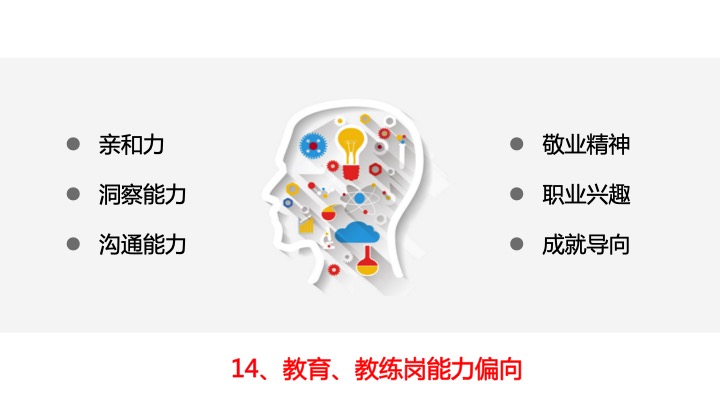 亲和力
洞察能力
沟通能力
敬业精神
职业兴趣
成就导向
14、教育、教练岗能力偏向